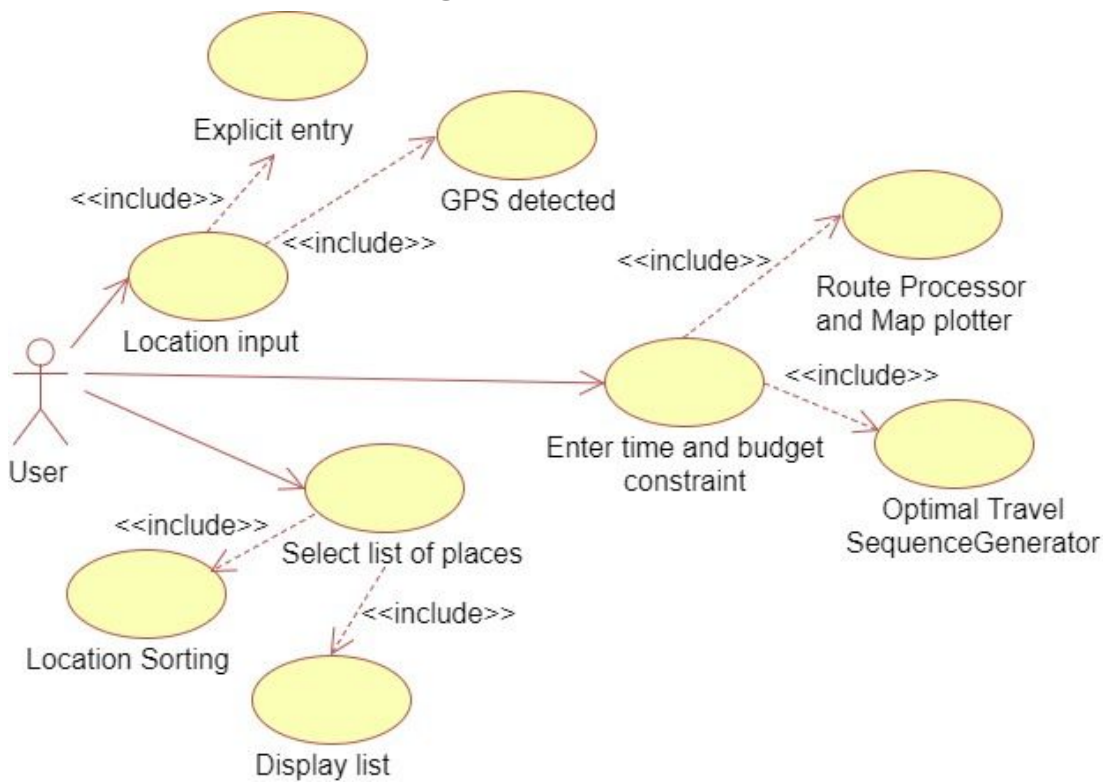 Explicit entry
<<include>>
GPS detected
<<include>>
Location input
<<include>>
Route Processor
and Map plotter
User
<<include>>
Enter time and budget
constraint
Optimal Travel
SequenceGenerator
<<include>>
Select list of places
<<include>>
Location Sorting
Display list